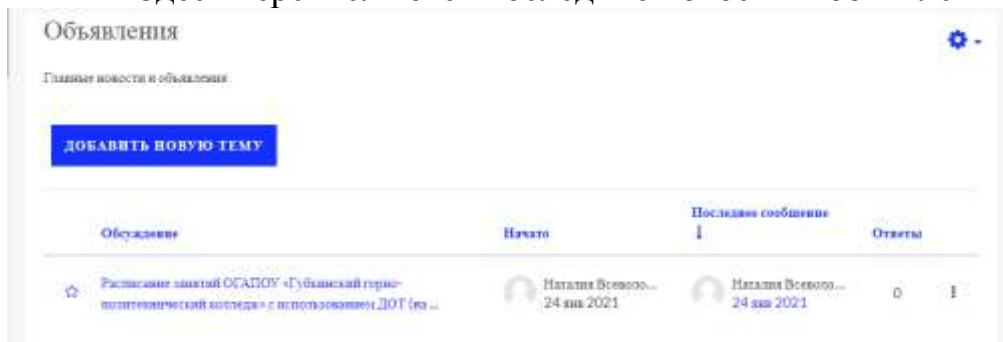 Объявления
Главные новости и объявления
ДОБАВИТЬ НОВУЮ ТЕМУ
Обсуждение
Начато
Последнее сообщение
↓
Ответы
Расписание занятий ОГАПОУ «Губкинский горно-
политехнический колледж» с использованием ДОТ (на ...
Наталия Всеволо...
24 янв 2021
Наталия Всеволо...
24 янв 2021
0